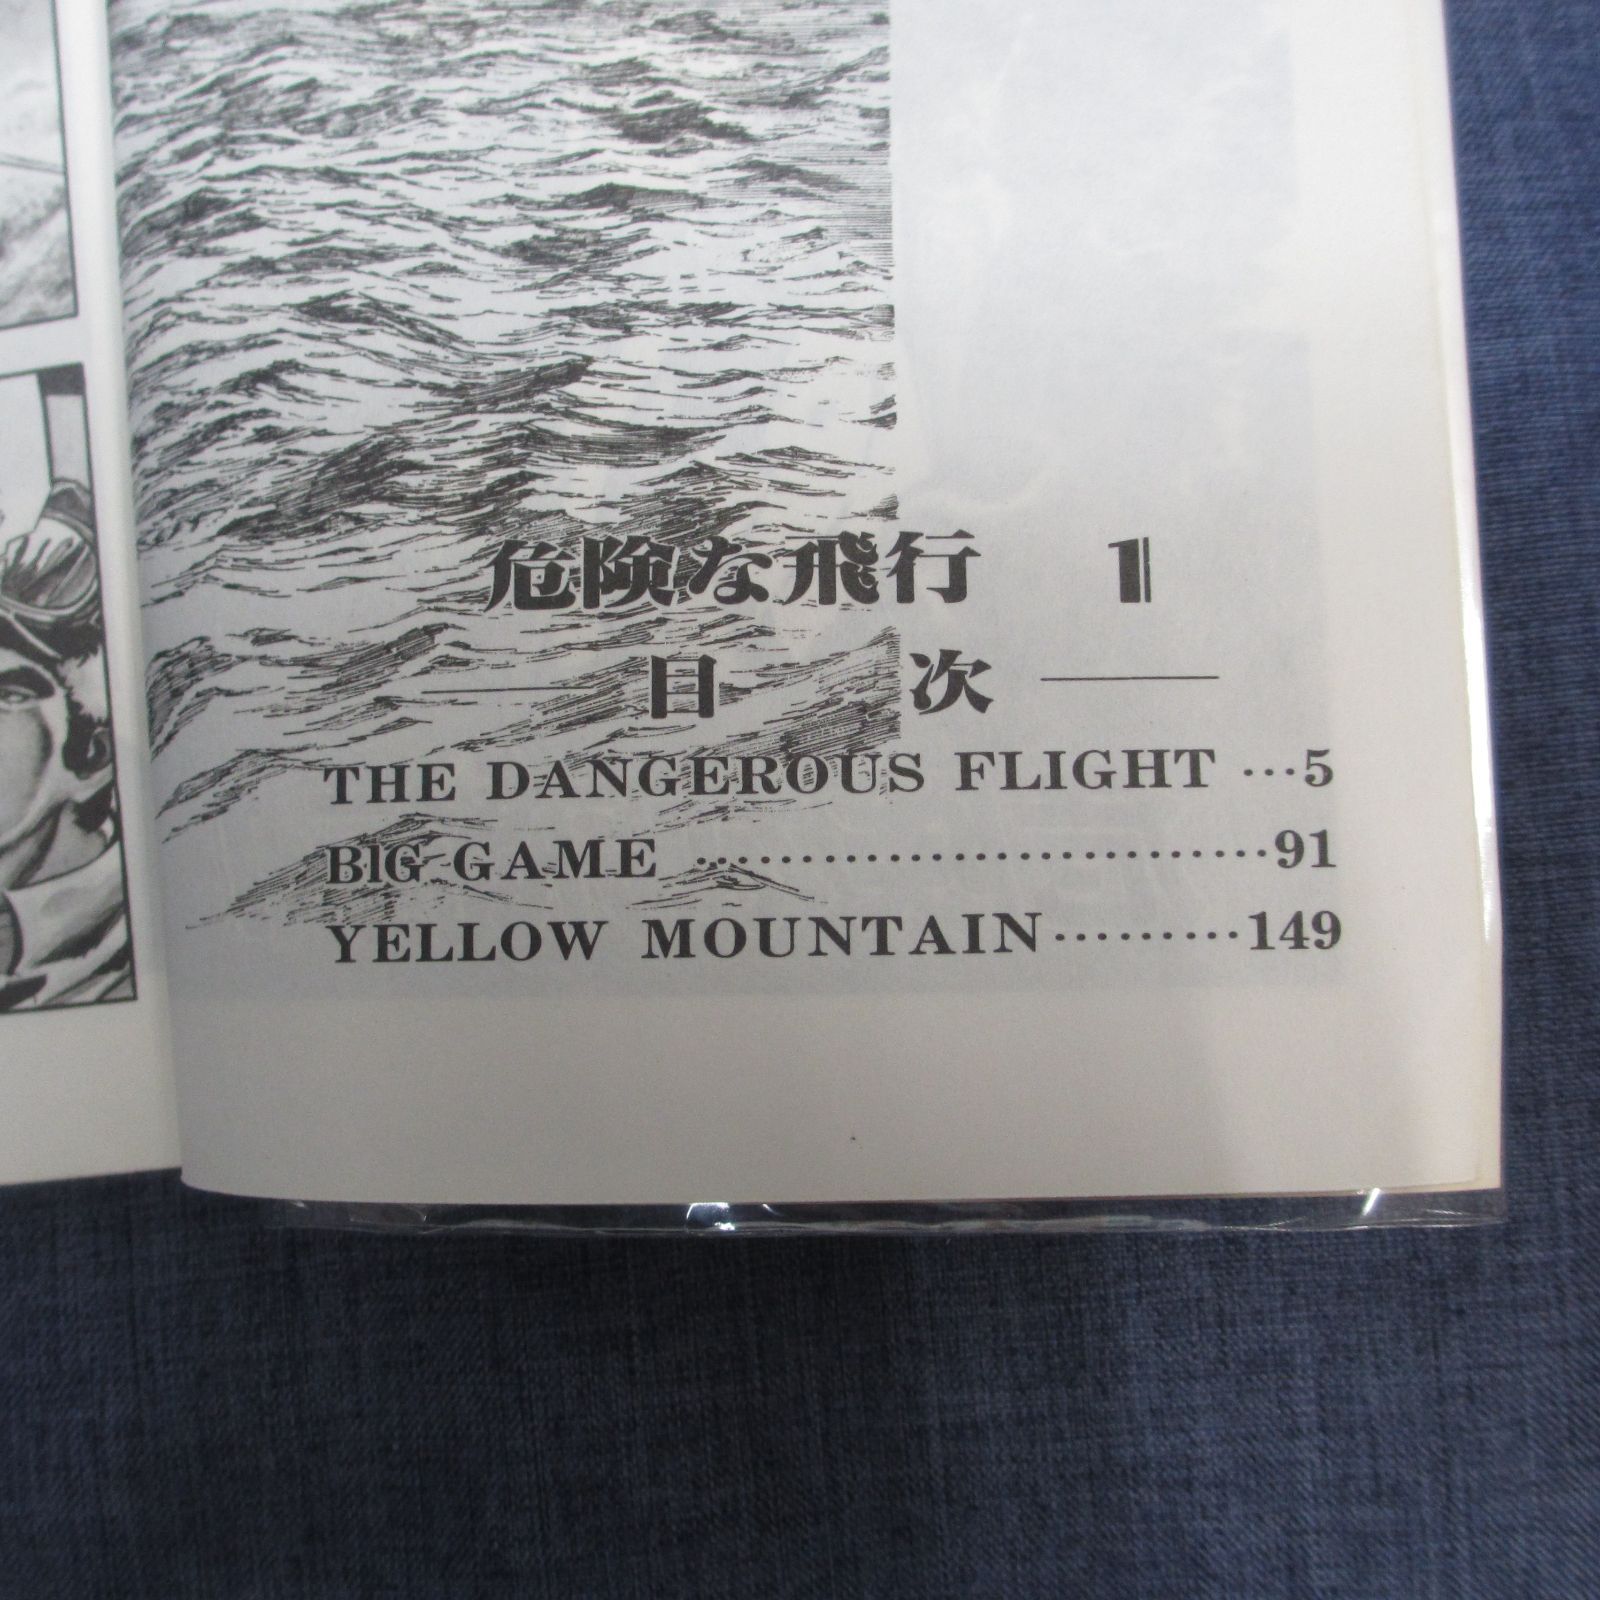 危険な飛行 1
目次
THE DANGEROUS FLIGHT …5
BIG GAME ……………………………91
YELLOW MOUNTAIN………149